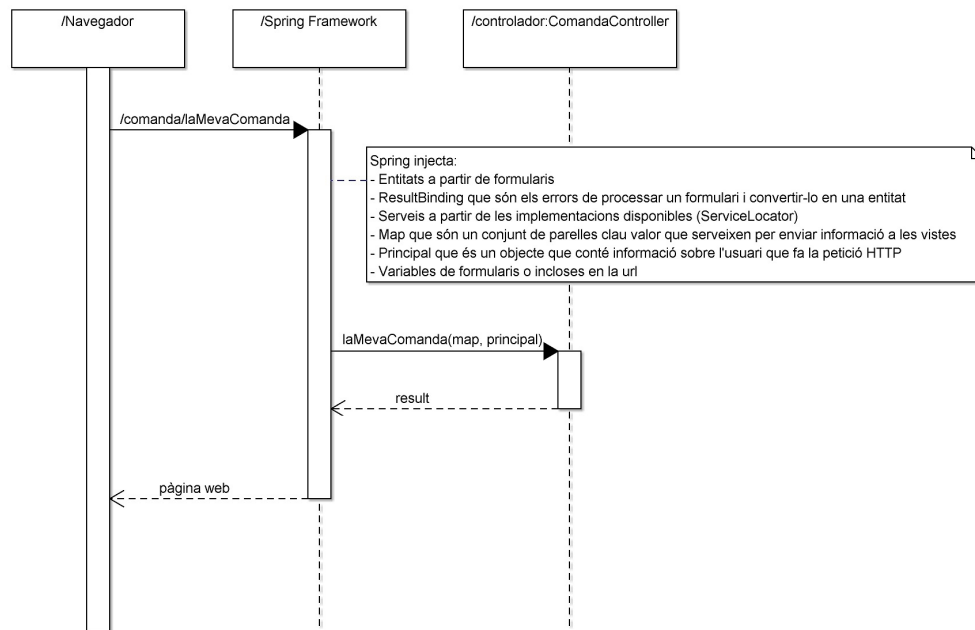 /Navegador
/Spring Framework
/controlador:ComandaController
/comanda/laMevaComanda
Spring injecta:
- Entitats a partir de formularis
- ResultBinding que són els errors de processar un formulari i convertir-lo en una entitat
- Serveis a partir de les implementacions disponibles (ServiceLocator)
- Map que són un conjunt de parelles clau valor que serveixen per enviar informació a les vistes
- Principal que és un objecte que conté informació sobre l'usuari que fa la petició HTTP
- Variables de formularis o incloses en la url
laMevaComanda(map, principal)
result
pàgina web